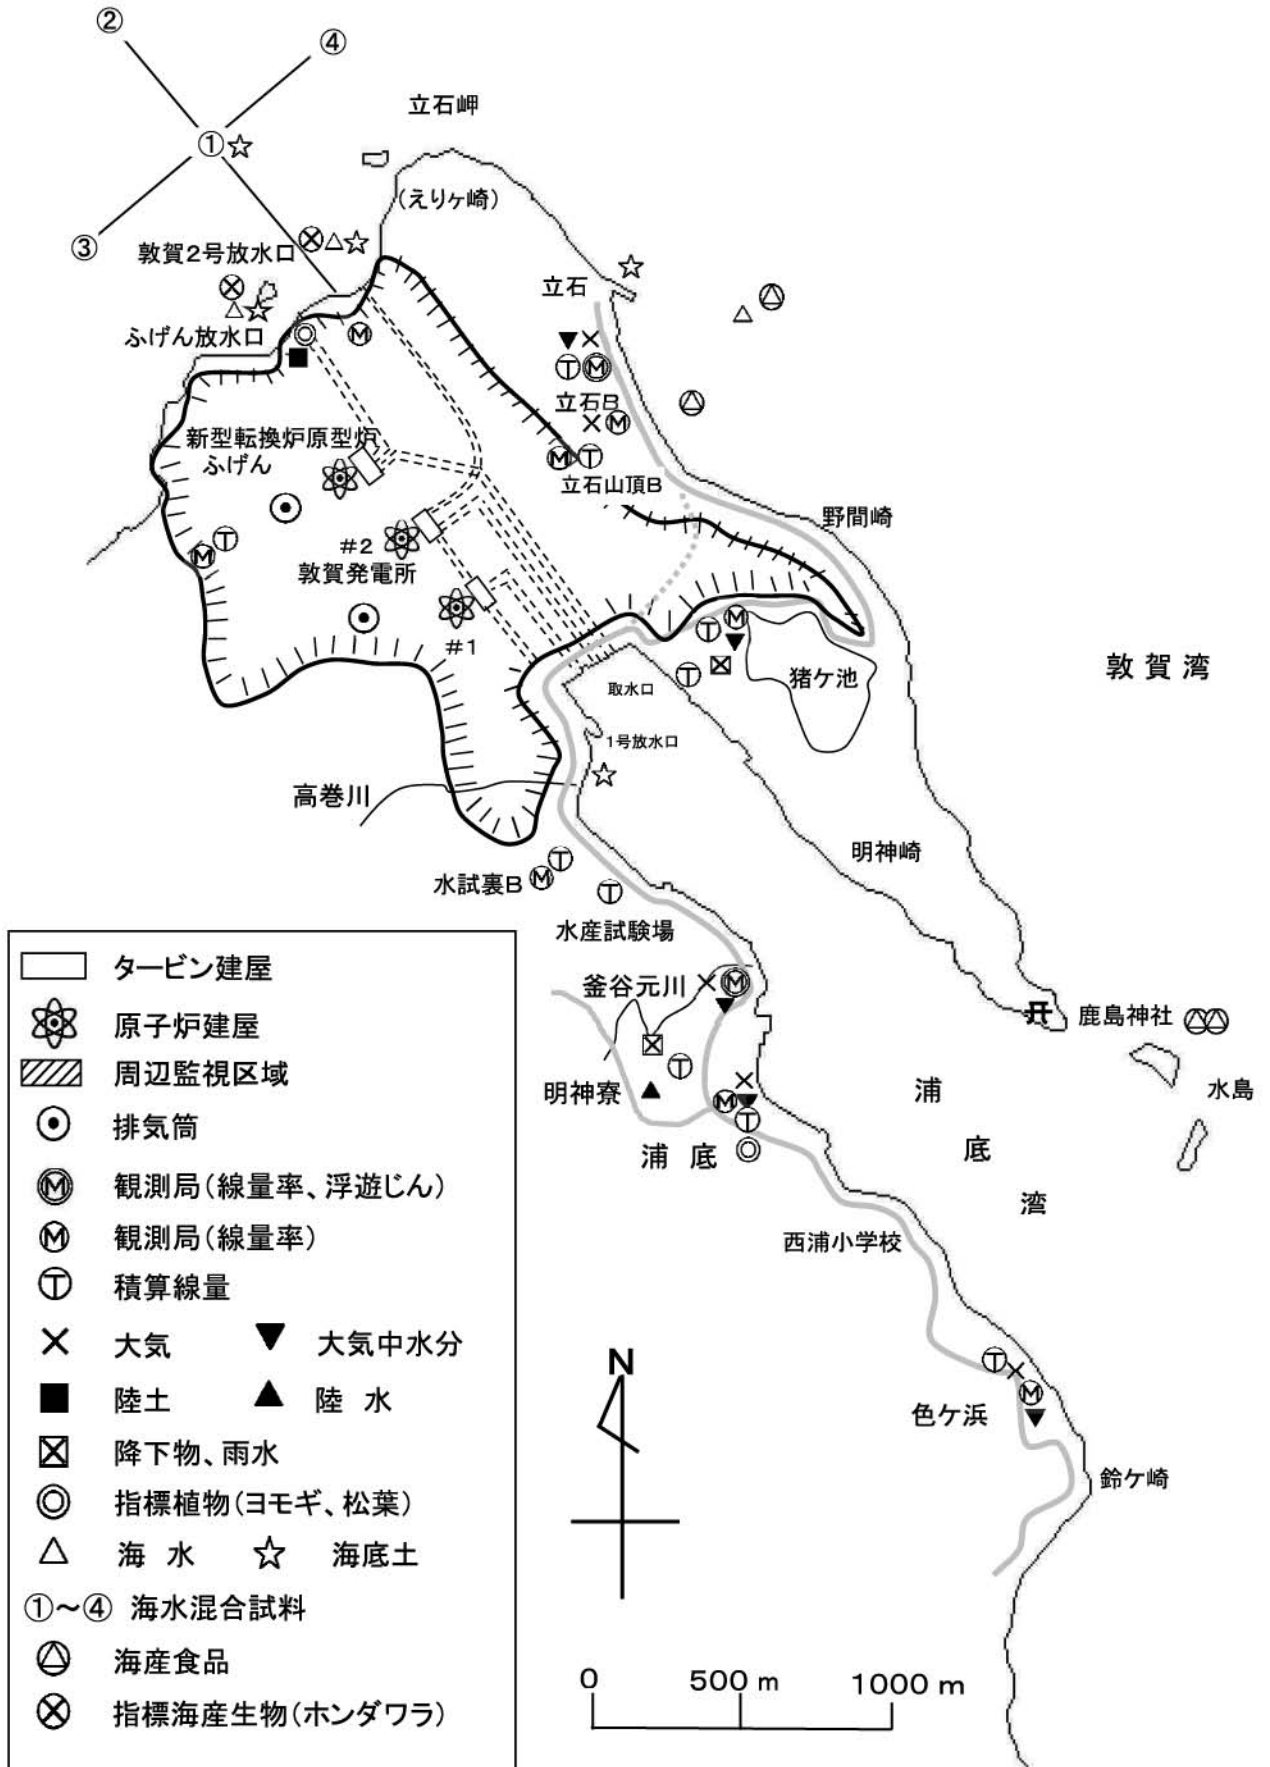 ②
④
立石岬
①
(えりヶ崎)
③
敦賀2号放水口
立石
ふげん放水口
M
T M
立石B
M
新型転換炉原型炉
ふげん
M T
立石山頂B
野間崎
#2
T
M
敦賀発電所
#1
M
T
敦賀湾
猪ケ池
T
取水口
1号放水口
高巻川
明神崎
T
水試裏B
M
T
水産試験場
釜谷元川
M
鹿島神社
T
明神寮
水島
M
T
浦底
浦底湾
西浦小学校
T
M
色ケ浜
鈴ケ崎
N
0 500 m 1000 m
タービン建屋
原子炉建屋
周辺監視区域
排気筒
M 観測局(線量率、浮遊じん)
M 観測局(線量率)
T 積算線量
大気 大気中水分
陸土 陸 水
降下物、雨水
指標植物(ヨモギ、松葉)
海 水 海底土
①~④ 海水混合試料
海産食品
指標海産生物(ホンダワラ)